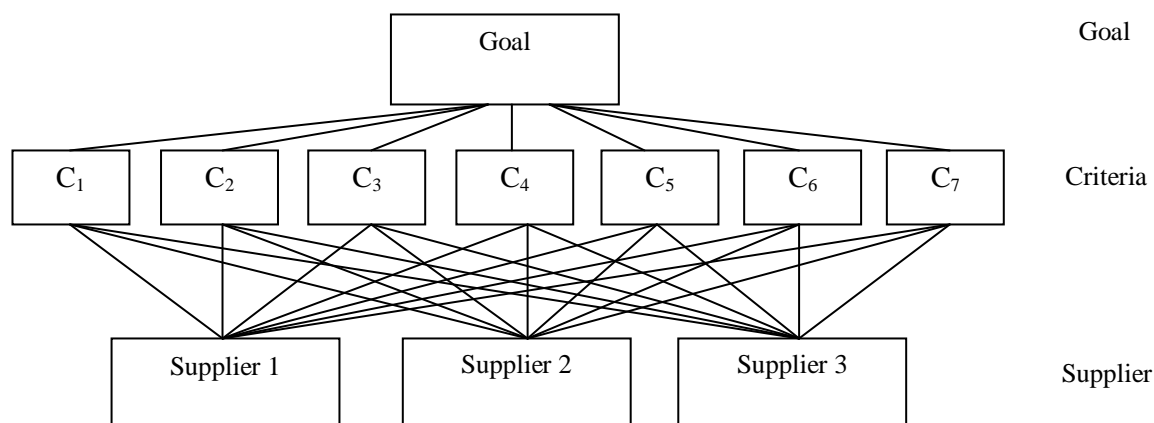 Goal
Goal
C₁
C₂
C₃
C₄
C₅
C₆
C₇
Criteria
Supplier 1
Supplier 2
Supplier 3
Supplier